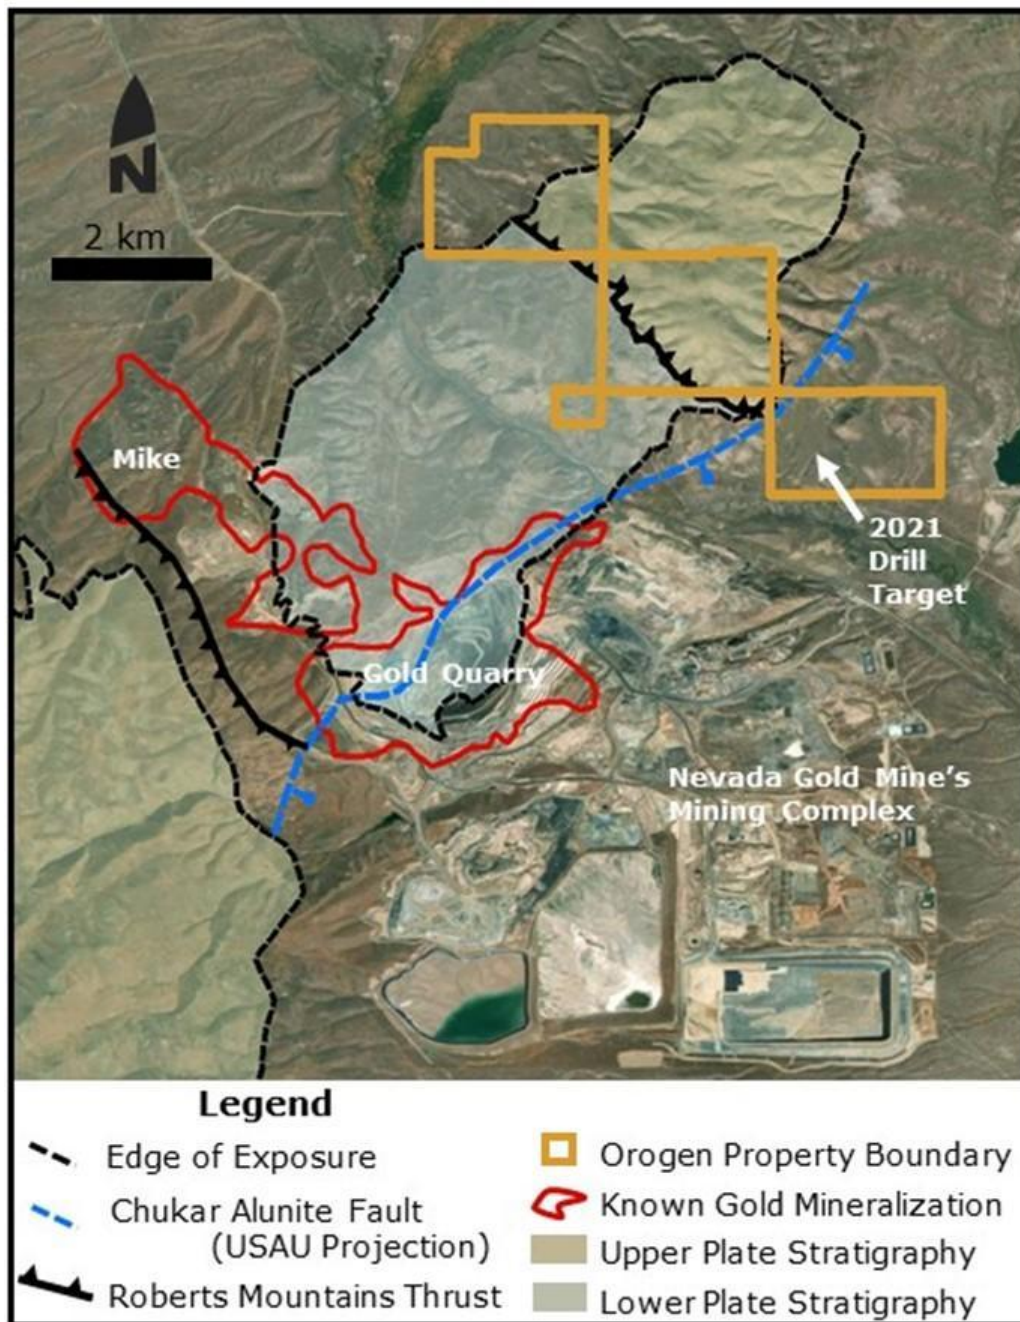 N
2 km
Mike
2021
Drill
Target
Gold Quarry
Nevada Gold Mine's
Mining Complex
Legend
Edge of Exposure
Chukar Alunite Fault
(USAU Projection)
Roberts Mountains Thrust
Orogen Property Boundary
Known Gold Mineralization
Upper Plate Stratigraphy
Lower Plate Stratigraphy